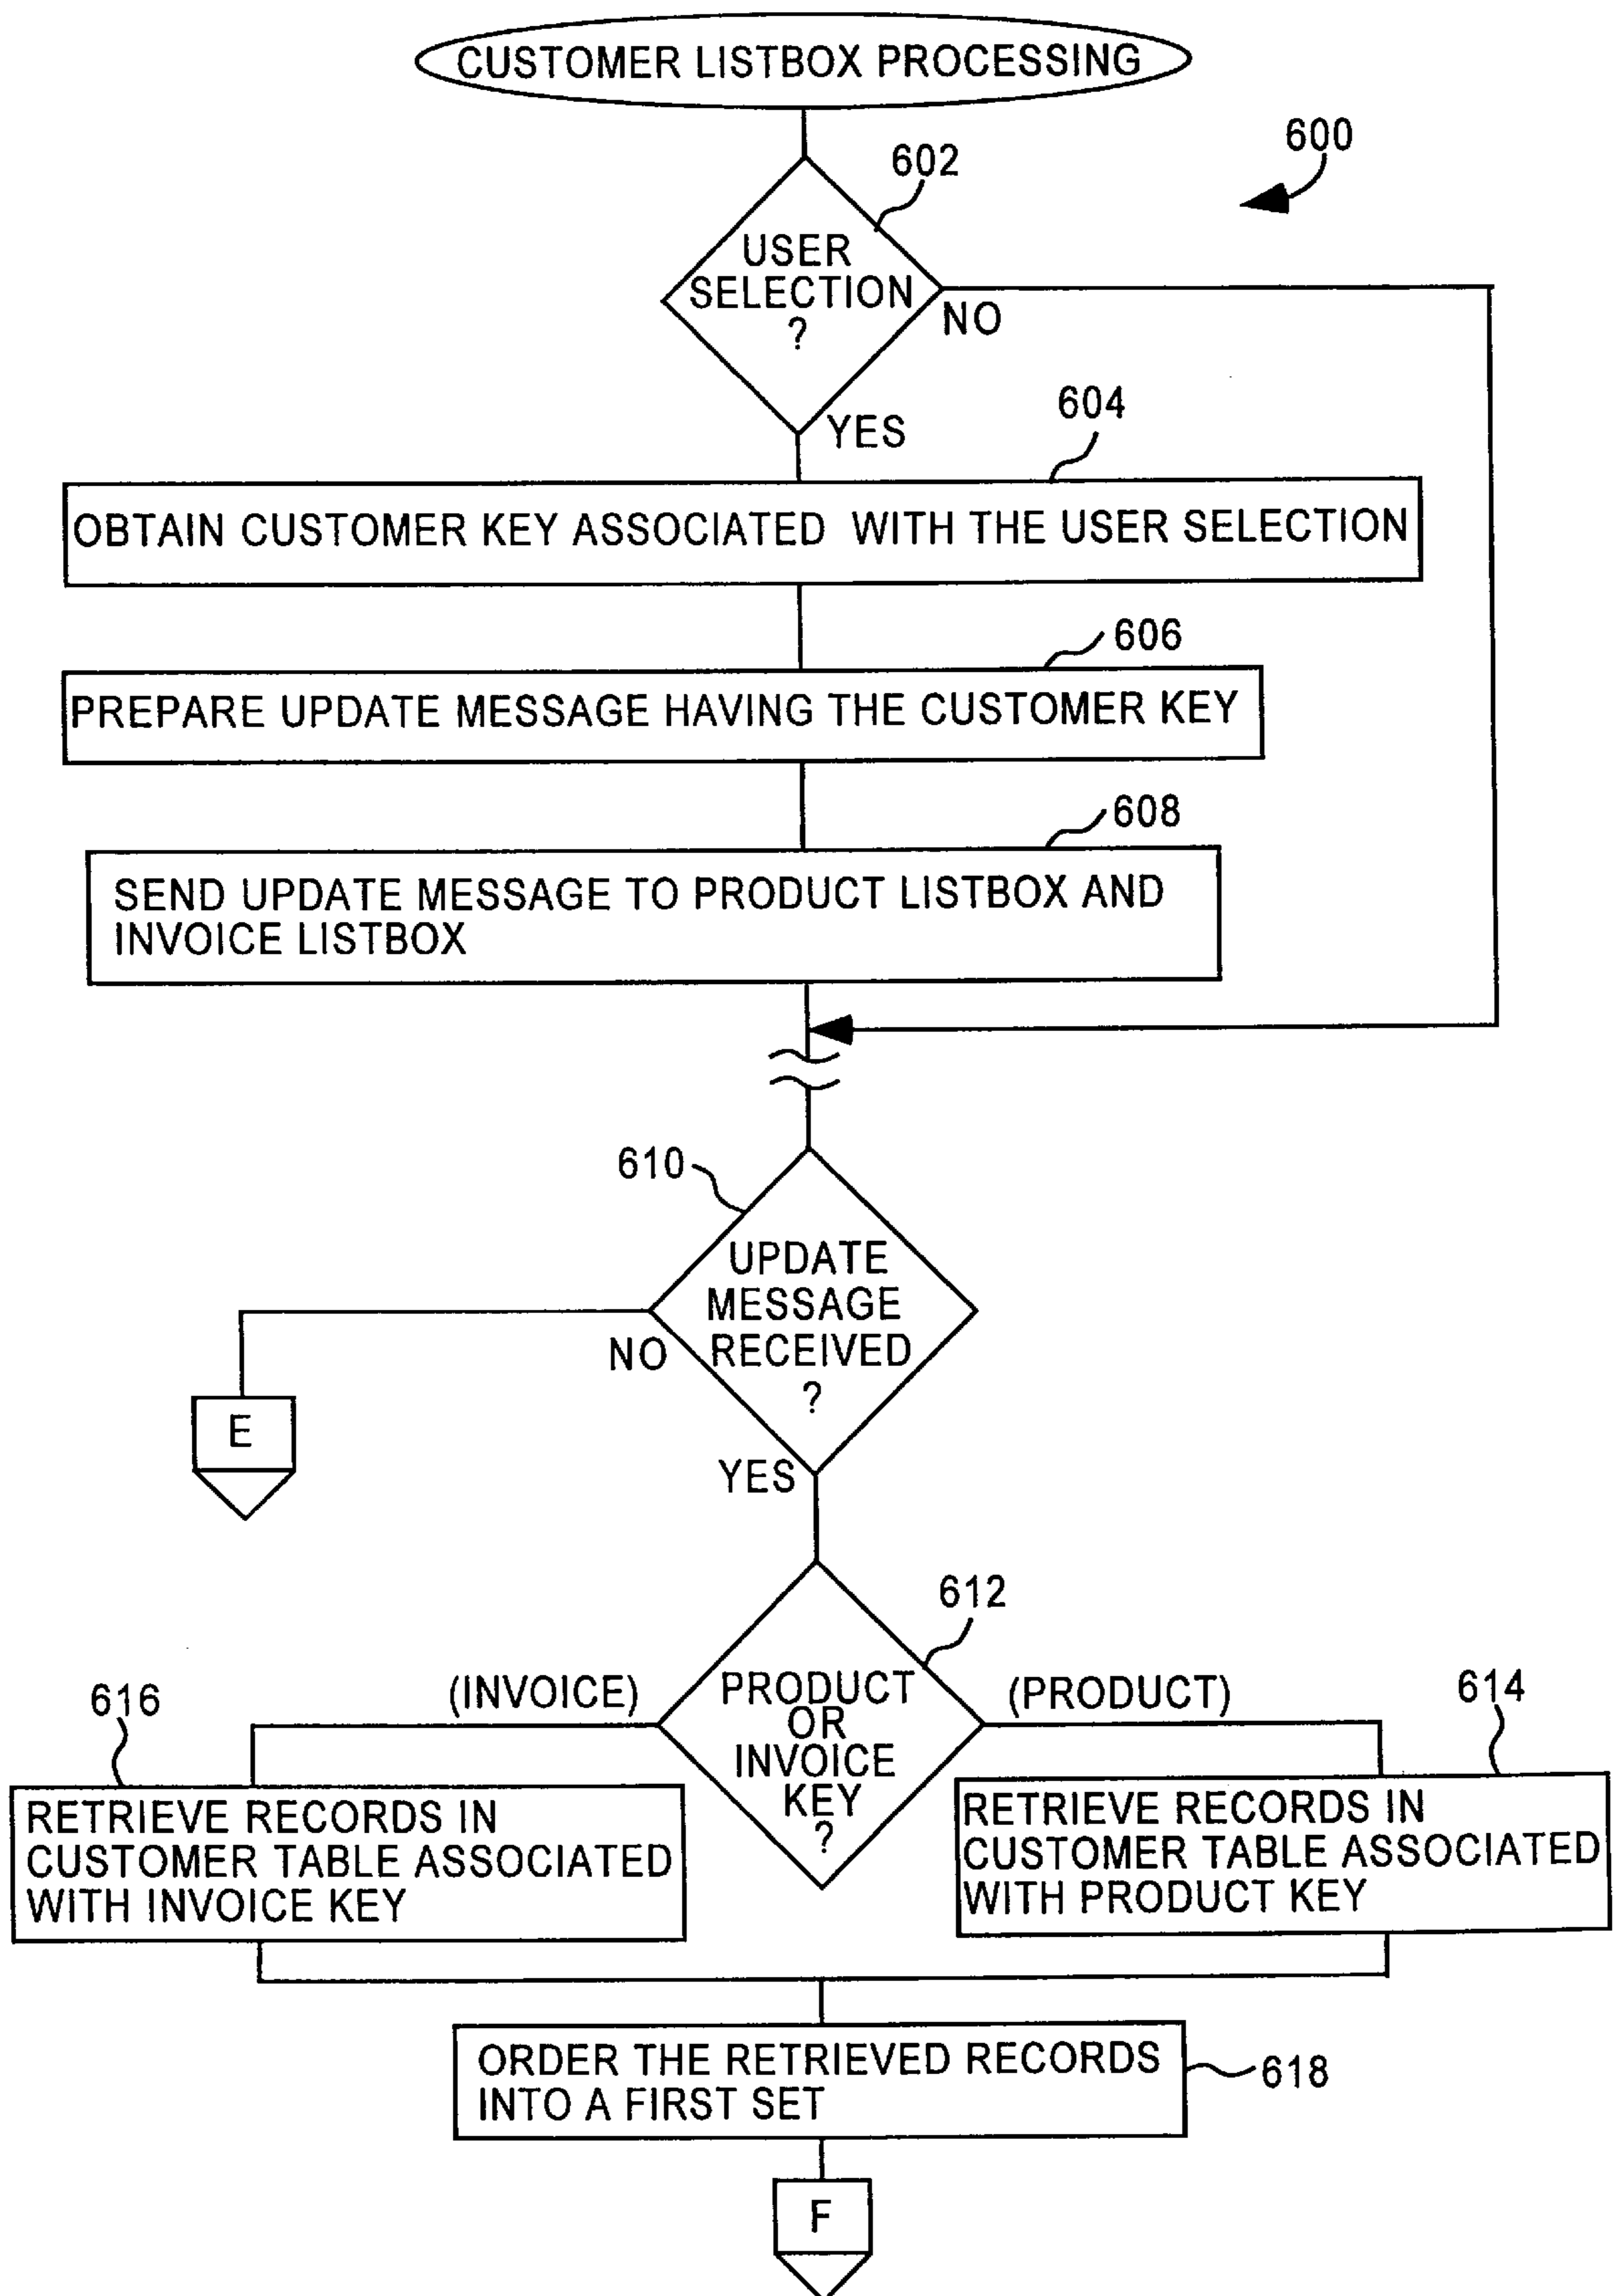 CUSTOMER LISTBOX PROCESSING
600
602
USER
SELECTION
?
NO
YES
604
OBTAIN CUSTOMER KEY ASSOCIATED WITH THE USER SELECTION
606
PREPARE UPDATE MESSAGE HAVING THE CUSTOMER KEY
608
SEND UPDATE MESSAGE TO PRODUCT LISTBOX AND
INVOICE LISTBOX
610
UPDATE
MESSAGE
RECEIVED
?
NO
E
YES
612
PRODUCT
OR
INVOICE
KEY
?
(INVOICE)
(PRODUCT)
616
RETRIEVE RECORDS IN
CUSTOMER TABLE ASSOCIATED
WITH INVOICE KEY
614
RETRIEVE RECORDS IN
CUSTOMER TABLE ASSOCIATED
WITH PRODUCT KEY
ORDER THE RETRIEVED RECORDS
INTO A FIRST SET
618
F